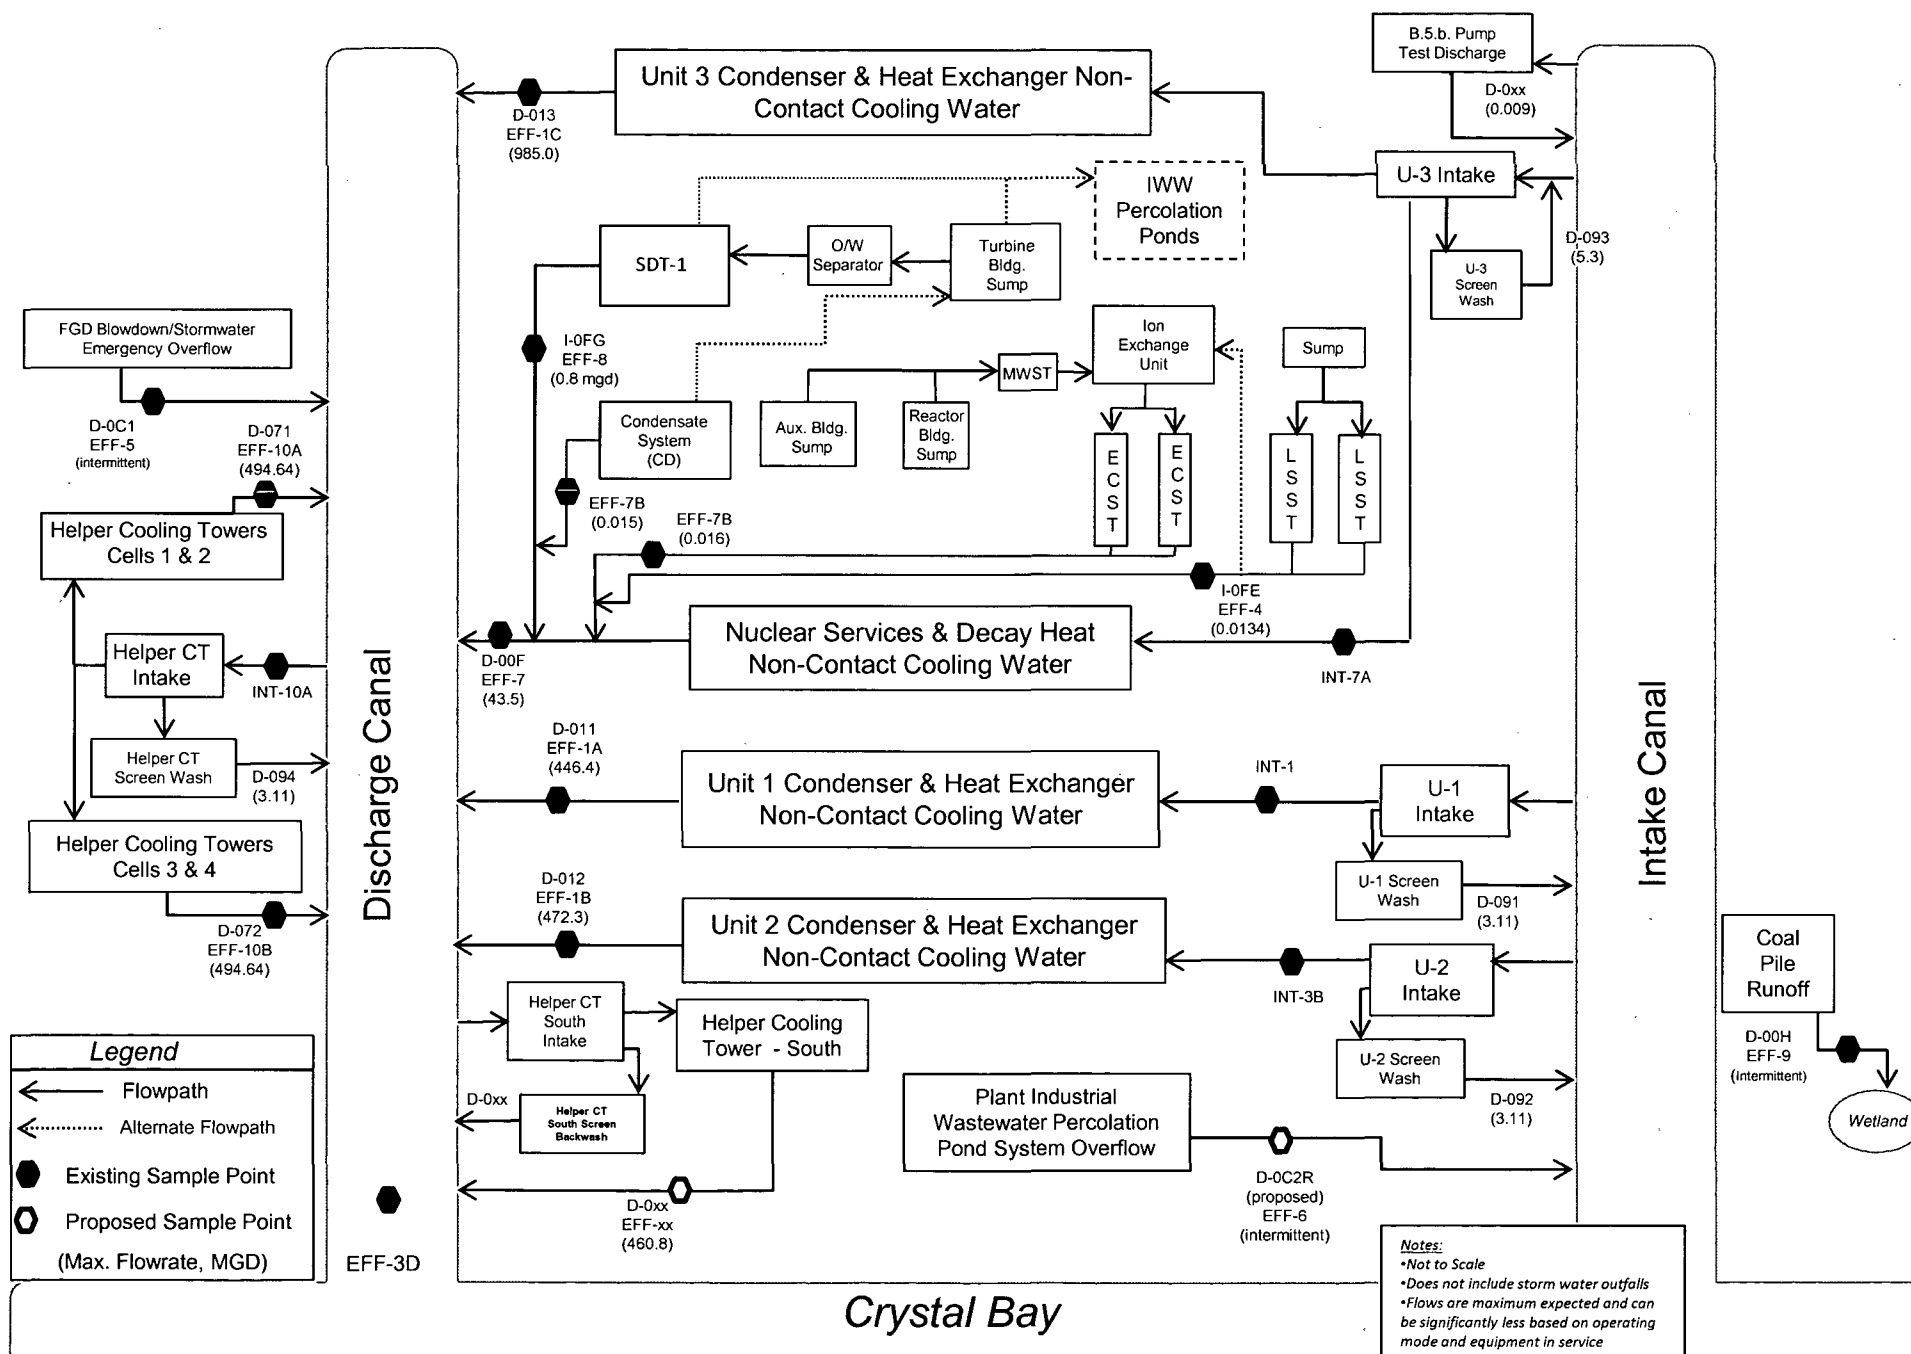 B.5.b. Pump
Test Discharge
D-0xx
(0.009)
Unit 3 Condenser & Heat Exchanger Non-
Contact Cooling Water
D-013
EFF-1C
(985.0)
U-3 Intake
D-093
(5.3)
U-3
Screen
Wash
IWW
Percolation
Ponds
SDT-1
O/W
Separator
Turbine
Bldg.
Sump
FGD Blowdown/Stormwater
Emergency Overflow
D-0C1
EFF-5
(intermittent)
I-0FG
EFF-8
(0.8 mgd)
Ion
Exchange
Unit
Sump
MWST
Condensate
System
(CD)
Aux. Bldg.
Sump
Reactor
Bldg.
Sump
ECST
ECST
LSST
LSST
D-071
EFF-10A
(494.64)
EFF-7B
(0.015)
EFF-7B
(0.016)
Helper Cooling Towers
Cells 1 & 2
I-0FE
EFF-4
(0.0134)
Helper CT
Intake
INT-10A
D-00F
EFF-7
(43.5)
Nuclear Services & Decay Heat
Non-Contact Cooling Water
INT-7A
Helper CT
Screen Wash
D-094
(3.11)
Discharge Canal
Intake Canal
D-011
EFF-1A
(446.4)
Unit 1 Condenser & Heat Exchanger
Non-Contact Cooling Water
INT-1
U-1
Intake
U-1 Screen
Wash
D-091
(3.11)
Helper Cooling Towers
Cells 3 & 4
D-072
EFF-10B
(494.64)
D-012
EFF-1B
(472.3)
Unit 2 Condenser & Heat Exchanger
Non-Contact Cooling Water
INT-3B
U-2
Intake
U-2 Screen
Wash
D-092
(3.11)
Coal
Pile
Runoff
D-00H
EFF-9
(intermittent)
Wetland
Helper CT
South
Intake
Helper Cooling
Tower - South
D-0xx
Helper CT
South Screen
Backwash
D-0xx
EFF-xx
(460.8)
Plant Industrial
Wastewater Percolation
Pond System Overflow
D-0C2R
(proposed)
EFF-6
(intermittent)
EFF-3D
Legend
Flowpath
Alternate Flowpath
Existing Sample Point
Proposed Sample Point
(Max. Flowrate, MGD)
Crystal Bay
Notes:
•Not to Scale
•Does not include storm water outfalls
•Flows are maximum expected and can
be significantly less based on operating
mode and equipment in service